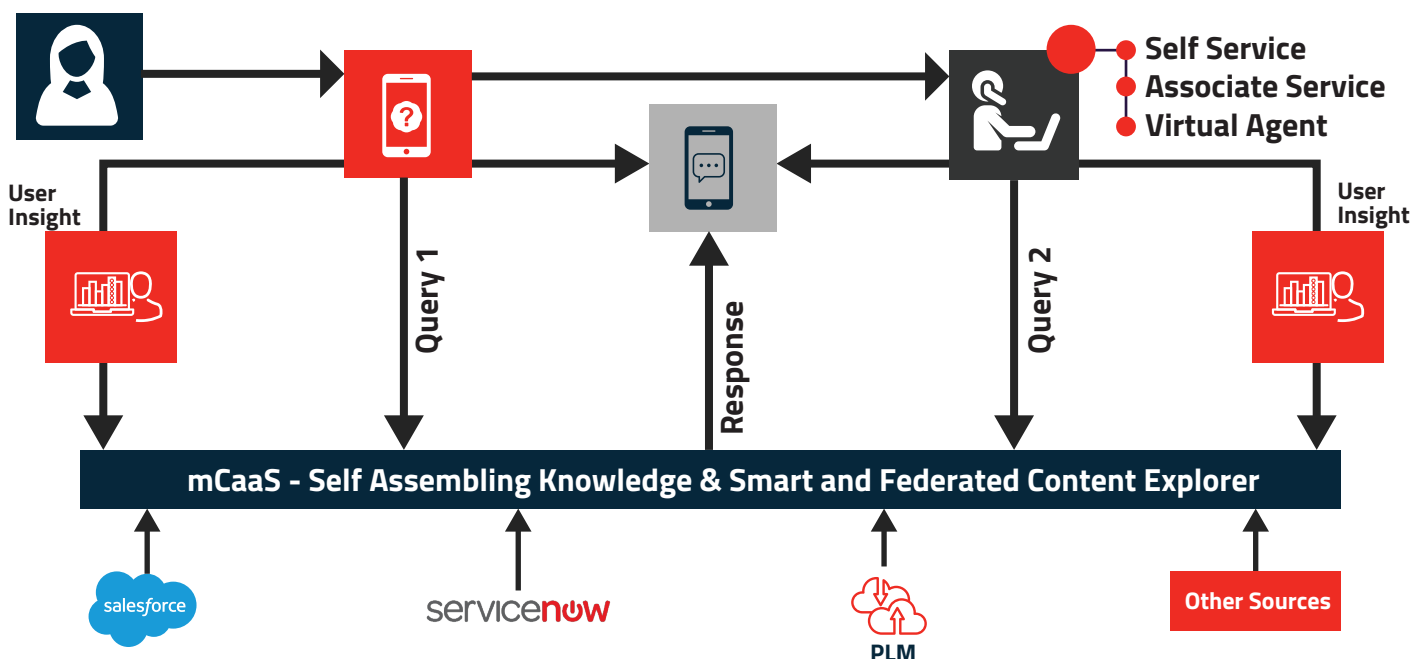 Self Service
Associate Service
Virtual Agent
?
User
Insight
User
Insight
Query 1
Response
Query 2
mCaaS - Self Assembling Knowledge & Smart and Federated Content Explorer
salesforce
servicenow
PLM
Other Sources